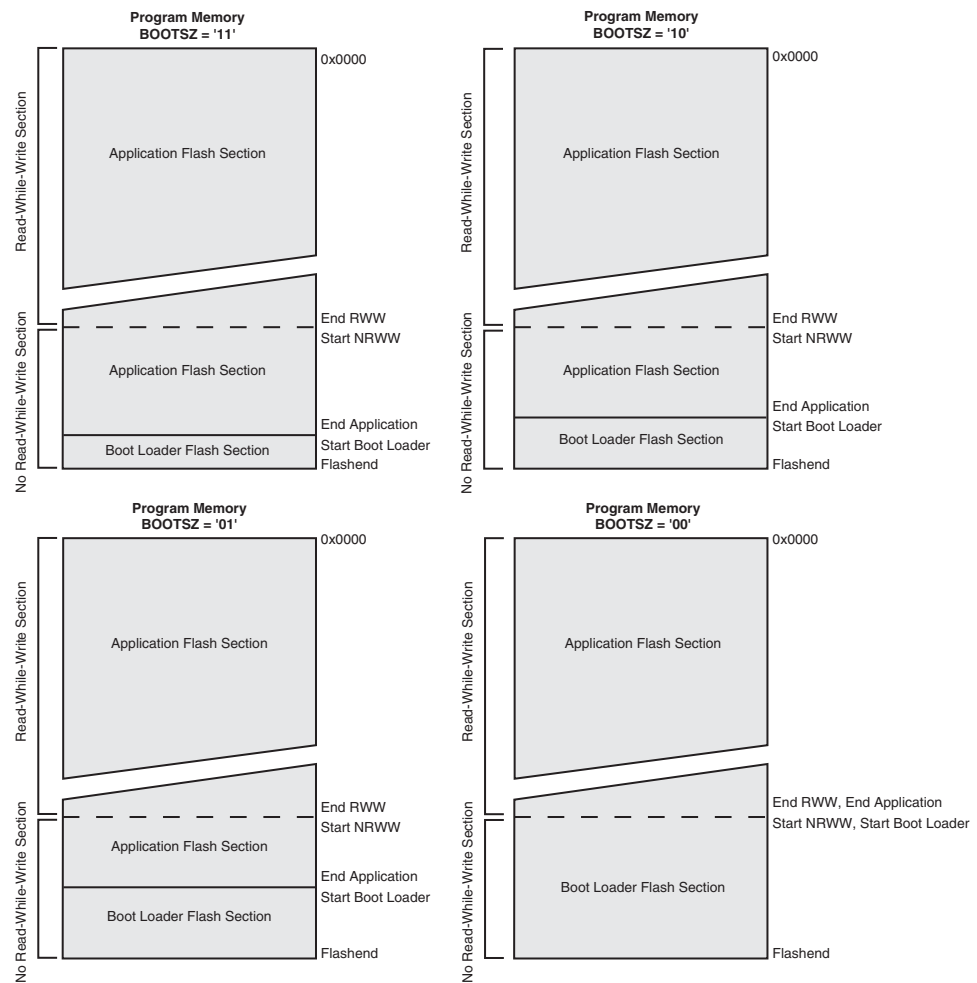 Program Memory
BOOTSZ = '11'
0x0000
Read-While-Write Section
Application Flash Section
End RWW
Start NRWW
No Read-While-Write Section
Application Flash Section
End Application
Start Boot Loader
Boot Loader Flash Section
Flashend
Program Memory
BOOTSZ = '10'
0x0000
Read-While-Write Section
Application Flash Section
End RWW
Start NRWW
No Read-While-Write Section
Application Flash Section
End Application
Start Boot Loader
Boot Loader Flash Section
Flashend
Program Memory
BOOTSZ = '01'
0x0000
Read-While-Write Section
Application Flash Section
End RWW
Start NRWW
No Read-While-Write Section
Application Flash Section
End Application
Start Boot Loader
Boot Loader Flash Section
Flashend
Program Memory
BOOTSZ = '00'
0x0000
Read-While-Write Section
Application Flash Section
End RWW, End Application
Start NRWW, Start Boot Loader
No Read-While-Write Section
Boot Loader Flash Section
Flashend